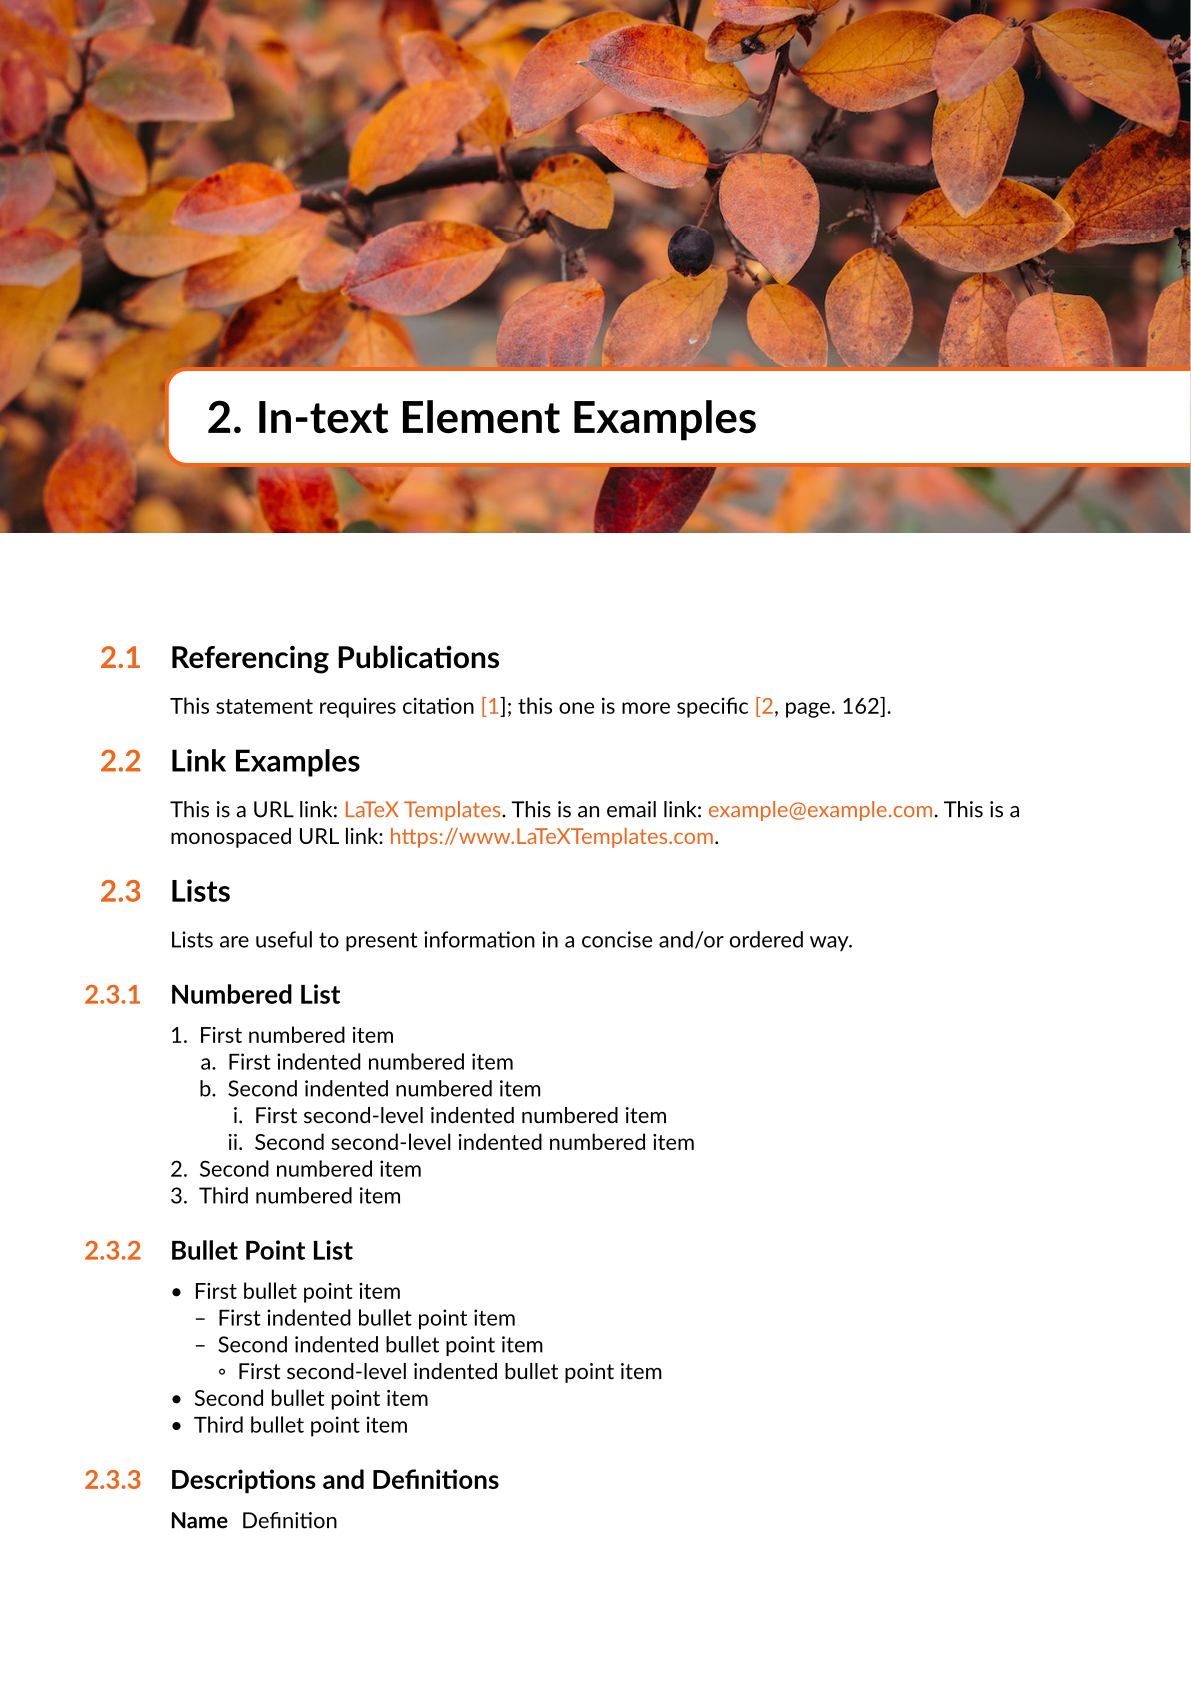 2. In-text Element Examples
2.1 Referencing Publications
This statement requires citation [1]; this one is more specific [2, page. 162].
2.2 Link Examples
This is a URL link: LaTeX Templates. This is an email link: example@example.com. This is a
monospaced URL link: https://www.LaTeXTemplates.com.
2.3 Lists
Lists are useful to present information in a concise and/or ordered way.
2.3.1 Numbered List
1. First numbered item
a. First indented numbered item
b. Second indented numbered item
i. First second-level indented numbered item
ii. Second second-level indented numbered item
2. Second numbered item
3. Third numbered item
2.3.2 Bullet Point List
• First bullet point item
– First indented bullet point item
– Second indented bullet point item
◦ First second-level indented bullet point item
• Second bullet point item
• Third bullet point item
2.3.3 Descriptions and Definitions
Name Definition